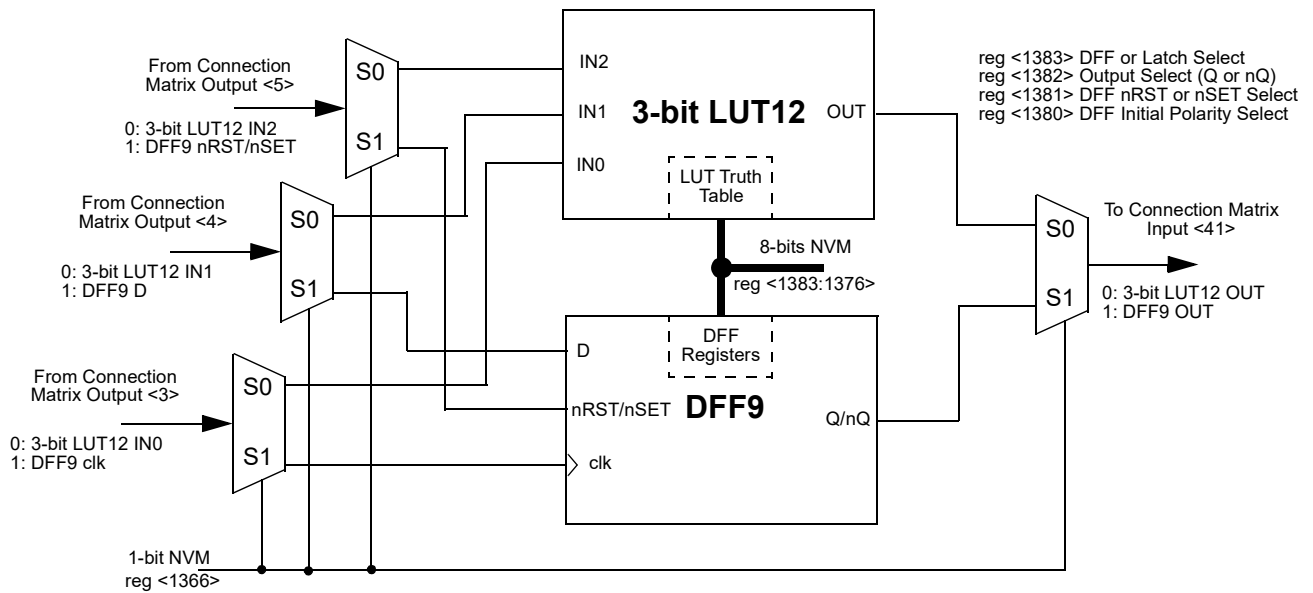 From Connection
Matrix Output <5>
0: 3-bit LUT12 IN2
1: DFF9 nRST/nSET
S0
S1
From Connection
Matrix Output <4>
0: 3-bit LUT12 IN1
1: DFF9 D
S0
S1
From Connection
Matrix Output <3>
0: 3-bit LUT12 IN0
1: DFF9 clk
S0
S1
1-bit NVM
reg <1366>
IN2
IN1
IN0
3-bit LUT12
OUT
LUT Truth
Table
8-bits NVM
reg <1383:1376>
DFF
Registers
D
nRST/nSET
clk
DFF9
Q/nQ
reg <1383> DFF or Latch Select
reg <1382> Output Select (Q or nQ)
reg <1381> DFF nRST or nSET Select
reg <1380> DFF Initial Polarity Select
S0
S1
To Connection Matrix
Input <41>
0: 3-bit LUT12 OUT
1: DFF9 OUT